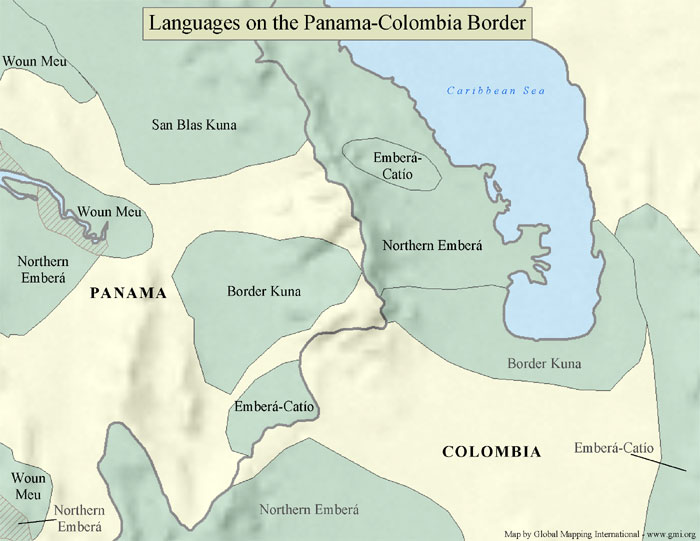 Languages on the Panama-Colombia Border
Woun Meu
Caribbean Sea
San Blas Kuna
Emberá-
Catío
Woun Meu
Northern Emberá
Northern
Emberá
PANAMA
Border Kuna
Border Kuna
Emberá-Catío
COLOMBIA
Emberá-Catío
Woun
Meu
Northern
Emberá
Northern Emberá
Map by Global Mapping International - www.gmi.org